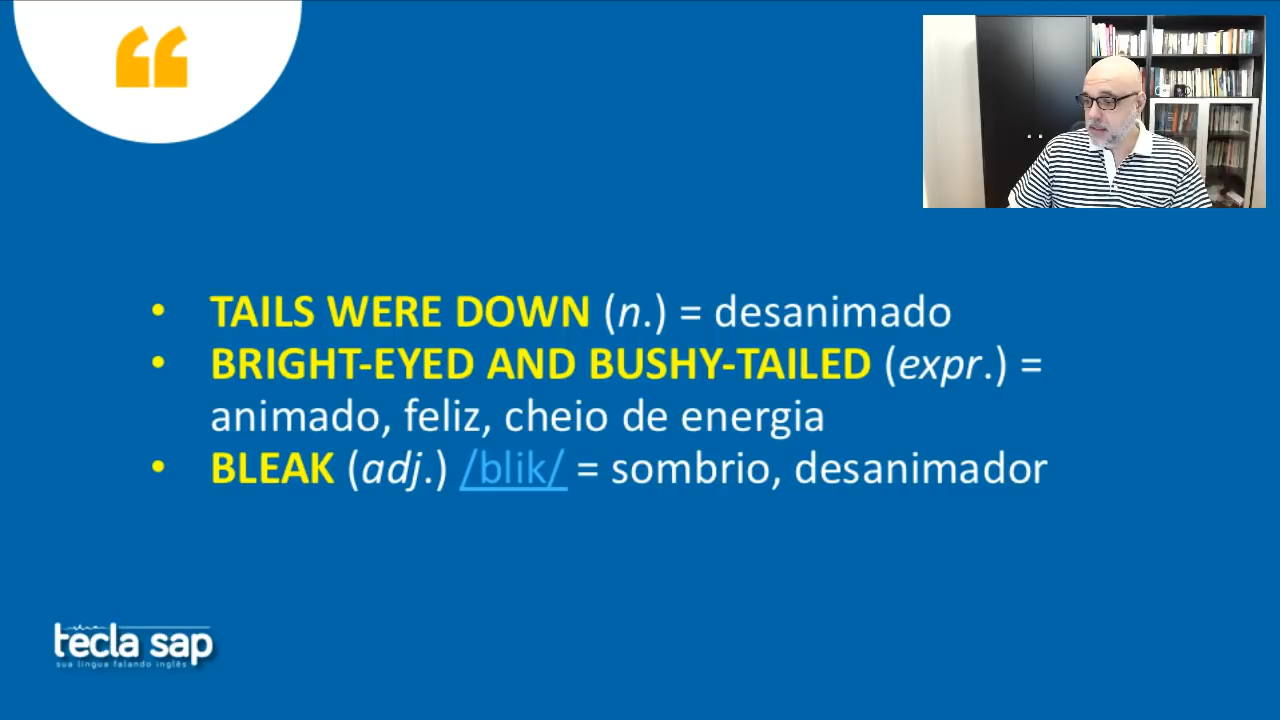 • TAILS WERE DOWN (n.) = desanimado
• BRIGHT-EYED AND BUSHY-TAILED (expr.) =
animado, feliz, cheio de energia
• BLEAK (adj.) /blik/ = sombrio, desanimador
tecla sap
sua língua falando inglês